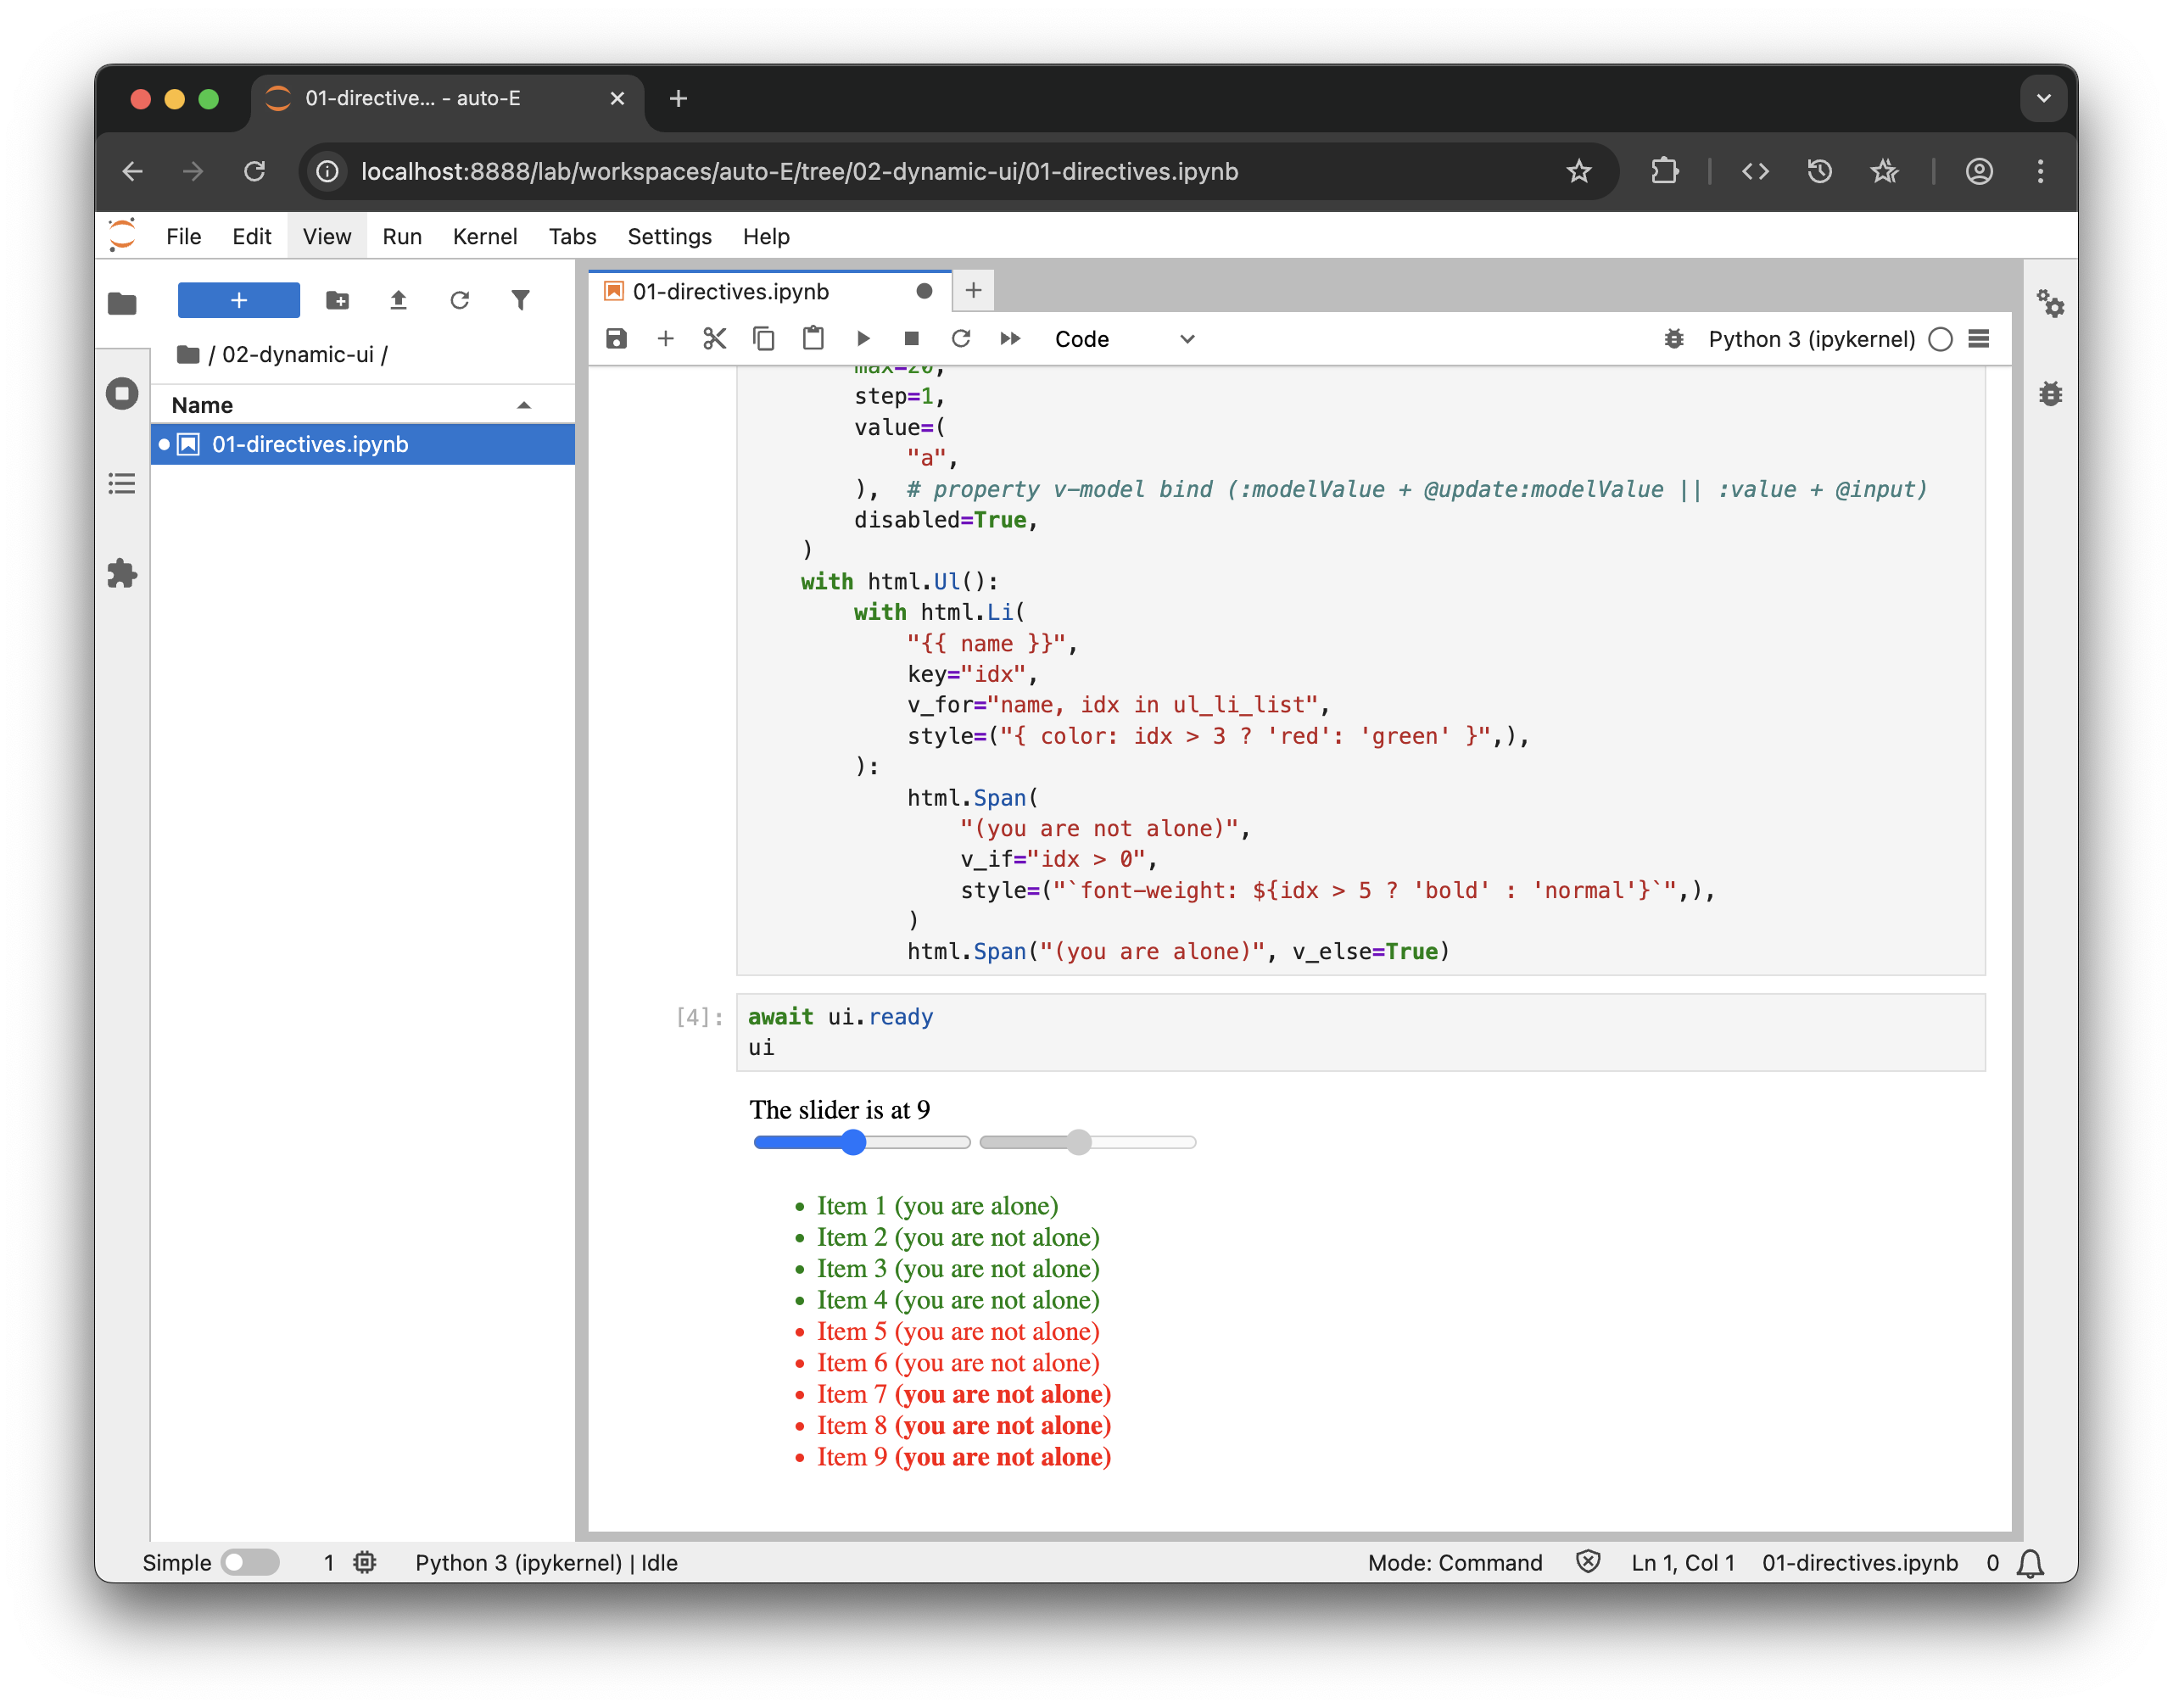 01-directive... - auto-E
localhost:8888/lab/workspaces/auto-E/tree/02-dynamic-ui/01-directives.ipynb
File Edit View Run Kernel Tabs Settings Help
/ 02-dynamic-ui /
Name
01-directives.ipynb
01-directives.ipynb
Code
Python 3 (ipykernel)
max=20,
step=1,
value=(
"a",
), # property v-model bind (:modelValue + @update:modelValue || :value + @input)
disabled=True,
)
with html.Ul():
with html.Li(
"{{ name }}",
key="idx",
v_for="name, idx in ul_li_list",
style=("{ color: idx > 3 ? 'red': 'green' }",),
):
html.Span(
"(you are not alone)",
v_if="idx > 0",
style=("`font-weight: ${idx > 5 ? 'bold' : 'normal'}`",),
)
html.Span("(you are alone)", v_else=True)
[4]:
await ui.ready
ui
The slider is at 9
• Item 1 (you are alone)
• Item 2 (you are not alone)
• Item 3 (you are not alone)
• Item 4 (you are not alone)
• Item 5 (you are not alone)
• Item 6 (you are not alone)
• Item 7 (you are not alone)
• Item 8 (you are not alone)
• Item 9 (you are not alone)
Simple 1 Python 3 (ipykernel) | Idle Mode: Command Ln 1, Col 1 01-directives.ipynb 0